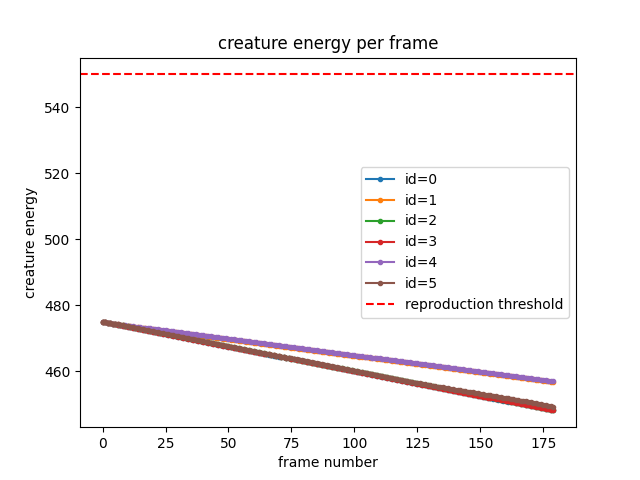 creature energy per frame
creature energy
540
520
500
480
460
id=0
id=1
id=2
id=3
id=4
id=5
reproduction threshold
0 25 50 75 100 125 150 175
frame number